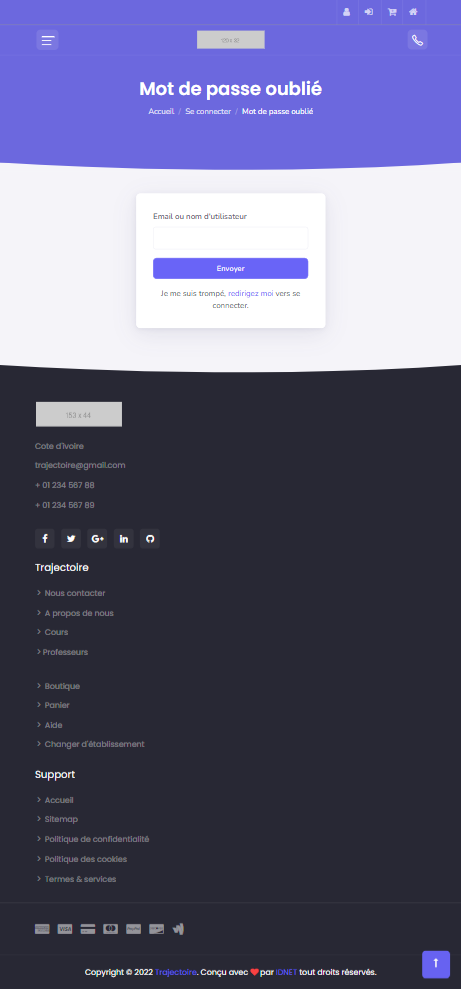 Mot de passe oublié
Accueil / Se connecter / Mot de passe oublié
Email ou nom d'utilisateur
Envoyer
Je me suis trompé, redirigez moi vers se
connecter.
153 x 44
Cote d'ivoire
trajectoire@gmail.com
+ 01 234 567 88
+ 01 234 567 89
Trajectoire
Nous contacter
A propos de nous
Cours
Professeurs
Boutique
Panier
Aide
Changer d'établissement
Support
Accueil
Sitemap
Politique de confidentialité
Politique des cookies
Termes & services
VISA
Copyright © 2022 Trajectoire. Conçu avec ❤ par IDNET tout droits réservés.